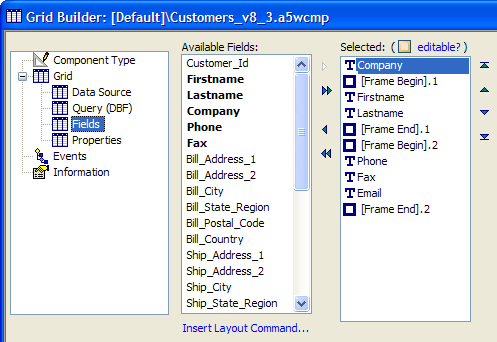 Grid Builder: [Default]\Customers_v8_3.a5wcmp
Component Type
Grid
Data Source
Query (DBF)
Fields
Properties
Events
Information
Available Fields:
Customer_Id
Firstname
Lastname
Company
Phone
Fax
Bill_Address_1
Bill_Address_2
Bill_City
Bill_State_Region
Bill_Postal_Code
Bill_Country
Ship_Address_1
Ship_Address_2
Ship_City
Ship_State_Region
Insert Layout Command...
Selected: ( editable? )
Company
[Frame Begin].1
Firstname
Lastname
[Frame End].1
[Frame Begin].2
Phone
Fax
Email
[Frame End].2